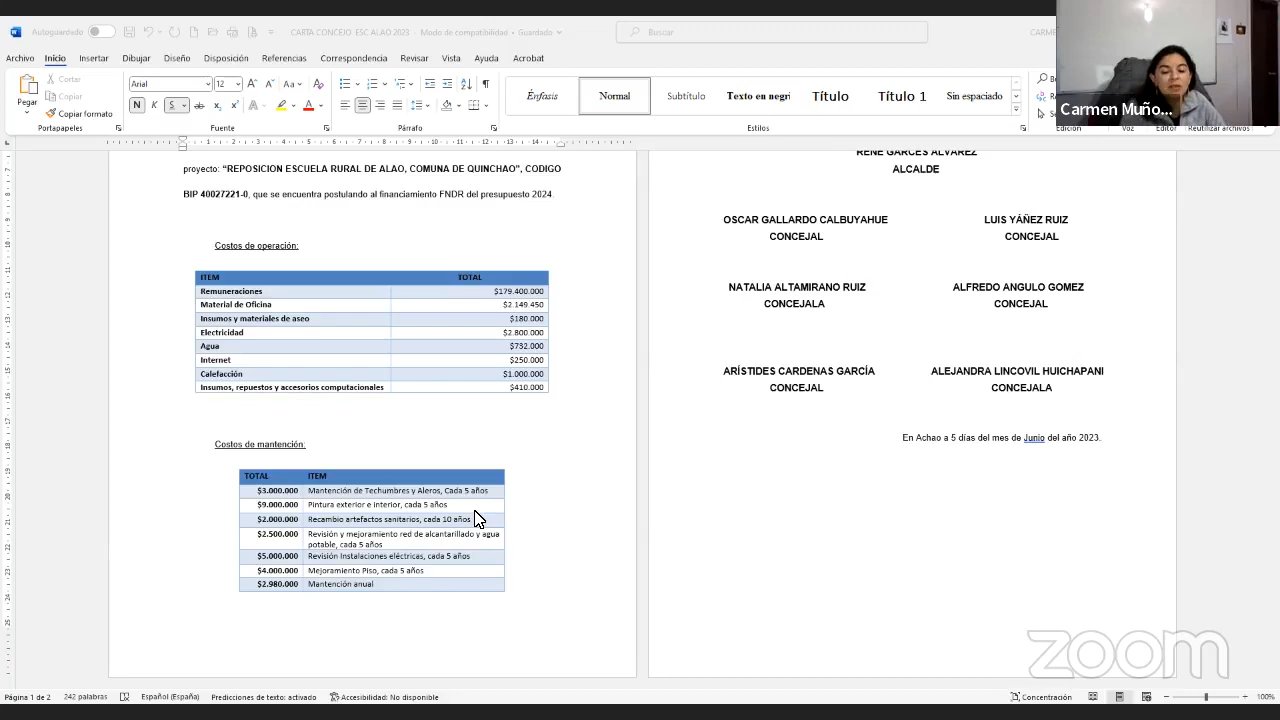 Autoguardado
CARTA CONCEJO ESC ALAO 2023 - Modo de compatibilidad • Guardado
Buscar
CARME
Archivo Inicio Insertar Dibujar Diseño Disposición Referencias Correspondencia Revisar Vista Ayuda Acrobat
Pegar
Cortar
Copiar
Copiar formato
Portapapeles
Arial 12
Fuente
Párrafo
Énfasis Normal Subtítulo Texto en negri Título Título 1 Sin espaciado
Estilos
Edición Voz Editor Reutilizar archivos
Carmen Muño...
proyecto: “REPOSICION ESCUELA RURAL DE ALAO, COMUNA DE QUINCHAO”, CODIGO
BIP 40027221-0, que se encuentra postulando al financiamiento FNDR del presupuesto 2024.
Costos de operación:
ITEM TOTAL
Remuneraciones $179.400.000
Material de Oficina $2.149.450
Insumos y materiales de aseo $180.000
Electricidad $2.800.000
Agua $732.000
Internet $250.000
Calefacción $1.000.000
Insumos, repuestos y accesorios computacionales $410.000
Costos de mantención:
TOTAL ITEM
$3.000.000 Mantención de Techumbres y Aleros, Cada 5 años
$9.000.000 Pintura exterior e interior, cada 5 años
$2.000.000 Recambio artefactos sanitarios, cada 10 años
$2.500.000 Revisión y mejoramiento red de alcantarillado y agua
potable, cada 5 años
$5.000.000 Revisión Instalaciones eléctricas, cada 5 años
$4.000.000 Mejoramiento Piso, cada 5 años
$2.980.000 Mantención anual
RENE GARCES ALVAREZ
ALCALDE
OSCAR GALLARDO CALBUYAHUE LUIS YÁÑEZ RUIZ
CONCEJAL CONCEJAL
NATALIA ALTAMIRANO RUIZ ALFREDO ANGULO GOMEZ
CONCEJALA CONCEJAL
ARÍSTIDES CARDENAS GARCÍA ALEJANDRA LINCOVIL HUICHAPANI
CONCEJAL CONCEJALA
En Achao a 5 días del mes de Junio del año 2023.
zoom
Página 1 de 2 242 palabras Español (España) Predicciones de texto: activado Accesibilidad: No disponible
Concentración 100%